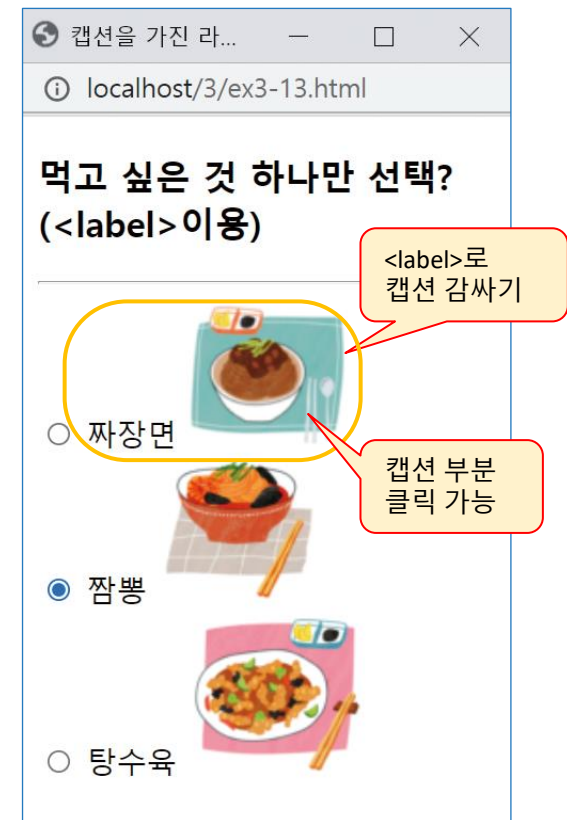 캡션을 가진 라...
localhost/3/ex3-13.html
먹고 싶은 것 하나만 선택?
(<label>이용)
<label>로
캡션 감싸기
짜장면
캡션 부분
클릭 가능
짬뽕
탕수육